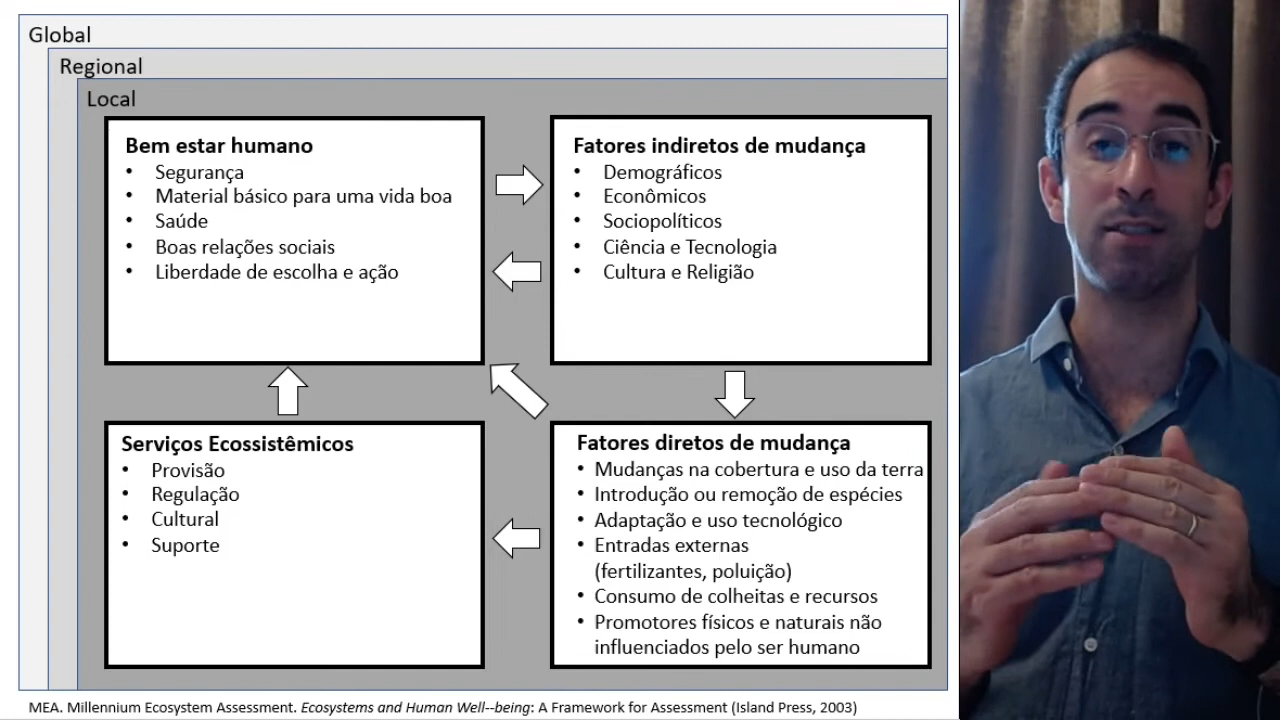 Global
Regional
Local
Bem estar humano
• Segurança
• Material básico para uma vida boa
• Saúde
• Boas relações sociais
• Liberdade de escolha e ação
Fatores indiretos de mudança
• Demográficos
• Econômicos
• Sociopolíticos
• Ciência e Tecnologia
• Cultura e Religião
Serviços Ecossistêmicos
• Provisão
• Regulação
• Cultural
• Suporte
Fatores diretos de mudança
• Mudanças na cobertura e uso da terra
• Introdução ou remoção de espécies
• Adaptação e uso tecnológico
• Entradas externas
(fertilizantes, poluição)
• Consumo de colheitas e recursos
• Promotores físicos e naturais não
influenciados pelo ser humano
MEA. Millennium Ecosystem Assessment. Ecosystems and Human Well--being: A Framework for Assessment (Island Press, 2003)